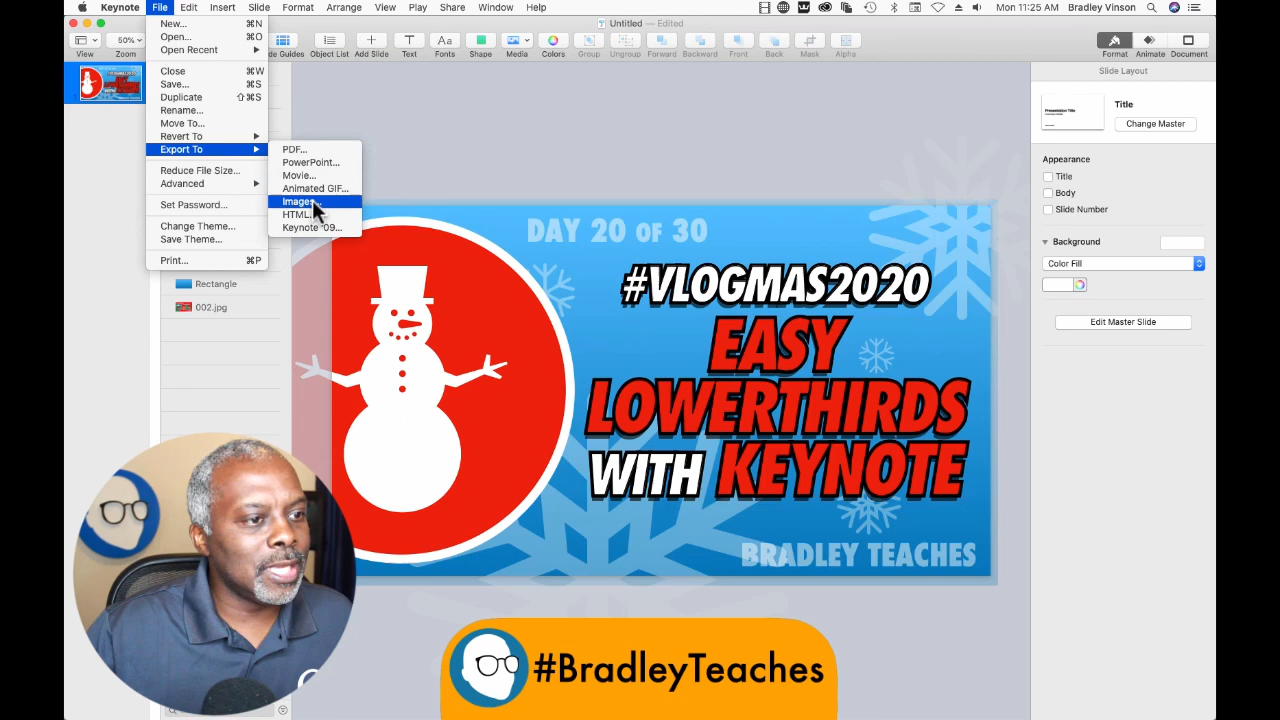 Keynote File Edit Insert Slide Format Arrange View Play Share Window Help
Mon 11:25 AM Bradley Vinson
Untitled — Edited
50%
View Zoom
de Guides Object List Add Slide Text Fonts Shape Media Colors Group Ungroup Forward Backward Front Back Mask Alpha
Format Animate Document
New... ⌘N
Open... ⌘O
Open Recent
Close ⌘W
Save... ⌘S
Duplicate ⇧⌘S
Rename...
Move To...
Revert To
Export To
Reduce File Size...
Advanced
Set Password...
Change Theme...
Save Theme...
Print... ⌘P
PDF...
PowerPoint...
Movie...
Animated GIF...
Images...
HTML...
Keynote '09...
Rectangle
002.jpg
DAY 20 OF 30
#VLOGMAS2020
EASY
LOWERTHIRDS
WITH KEYNOTE
BRADLEY TEACHES
Slide Layout
Title
Change Master
Appearance
Title
Body
Slide Number
Background
Color Fill
Edit Master Slide
#BradleyTeaches